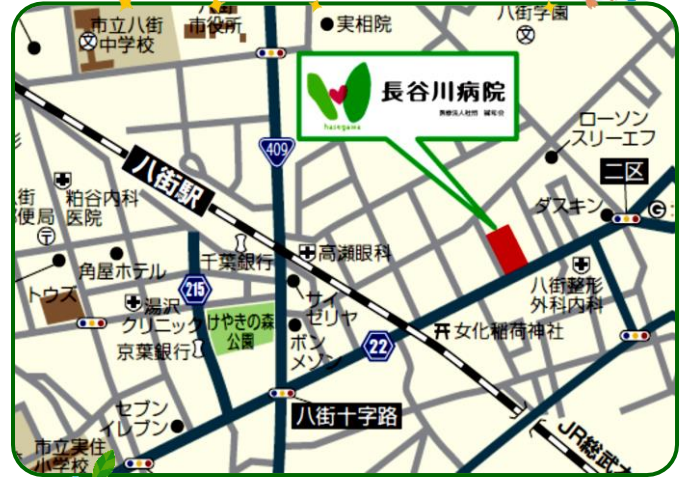 市立八街
中学校
八街
市役所
実相院
八街学園
長谷川病院
hasegawa
409
ローソン
スリーエフ
二区
ダスキン
八街駅
粕谷内科
医院
千葉銀行
高瀬眼科
角屋ホテル
トウズ
215
湯沢
クリニック
京葉銀行
けやきの森
公園
サイ
ゼリヤ
ボン
メゾン
22
女化稲荷神社
八街整形
外科内科
八街十字路
セブン
イレブン
市立実住
小学校
JR総武本